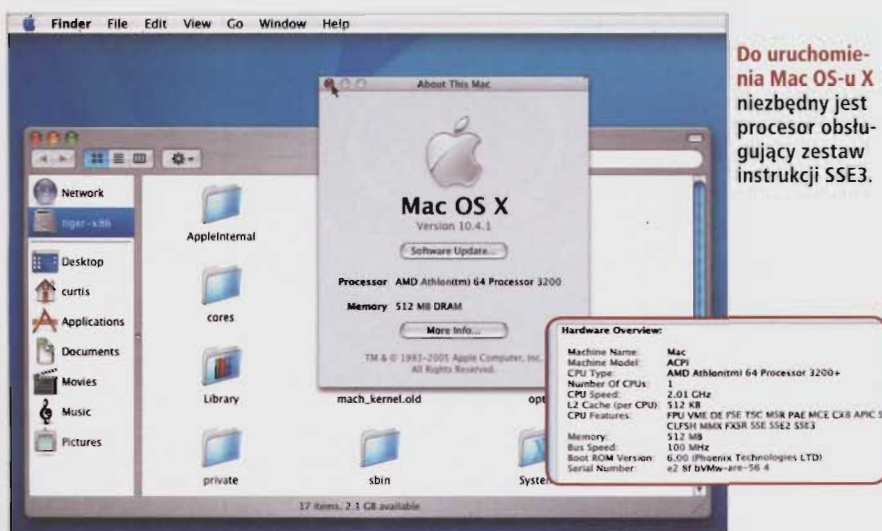 Finder File Edit View Go Window Help
Do uruchomie-
nia Mac OS-u X
niezbędny jest
procesor obsłu-
gujący zestaw
instrukcji SSE3.
About This Mac
Mac OS X
Version 10.4.1
Software Update...
Processor AMD Athlon(tm) 64 Processor 3200
Memory 512 MB DRAM
More Info...
TM & © 1983-2005 Apple Computer, Inc.
All Rights Reserved.
Network
tiger-x86
Desktop
curtis
Applications
Documents
Movies
Music
Pictures
AppleInternal
cores
Library
mach_kernel.old
opt
private
sbin
System
17 items, 2.1 GB available
Hardware Overview:
Machine Name: Mac
Machine Model: ACPI
CPU Type: AMD Athlon(tm) 64 Processor 3200+
Number Of CPUs: 1
CPU Speed: 2.01 GHz
L2 Cache (per CPU): 512 KB
CPU Features: FPU VME DE PSE TSC MSR PAE MCE CX8 APIC
CLFSH MMX FXSR SSE SSE2 SSE3
Memory: 512 MB
Bus Speed: 100 MHz
Boot ROM Version: 6.00 (Phoenix Technologies LTD)
Serial Number: